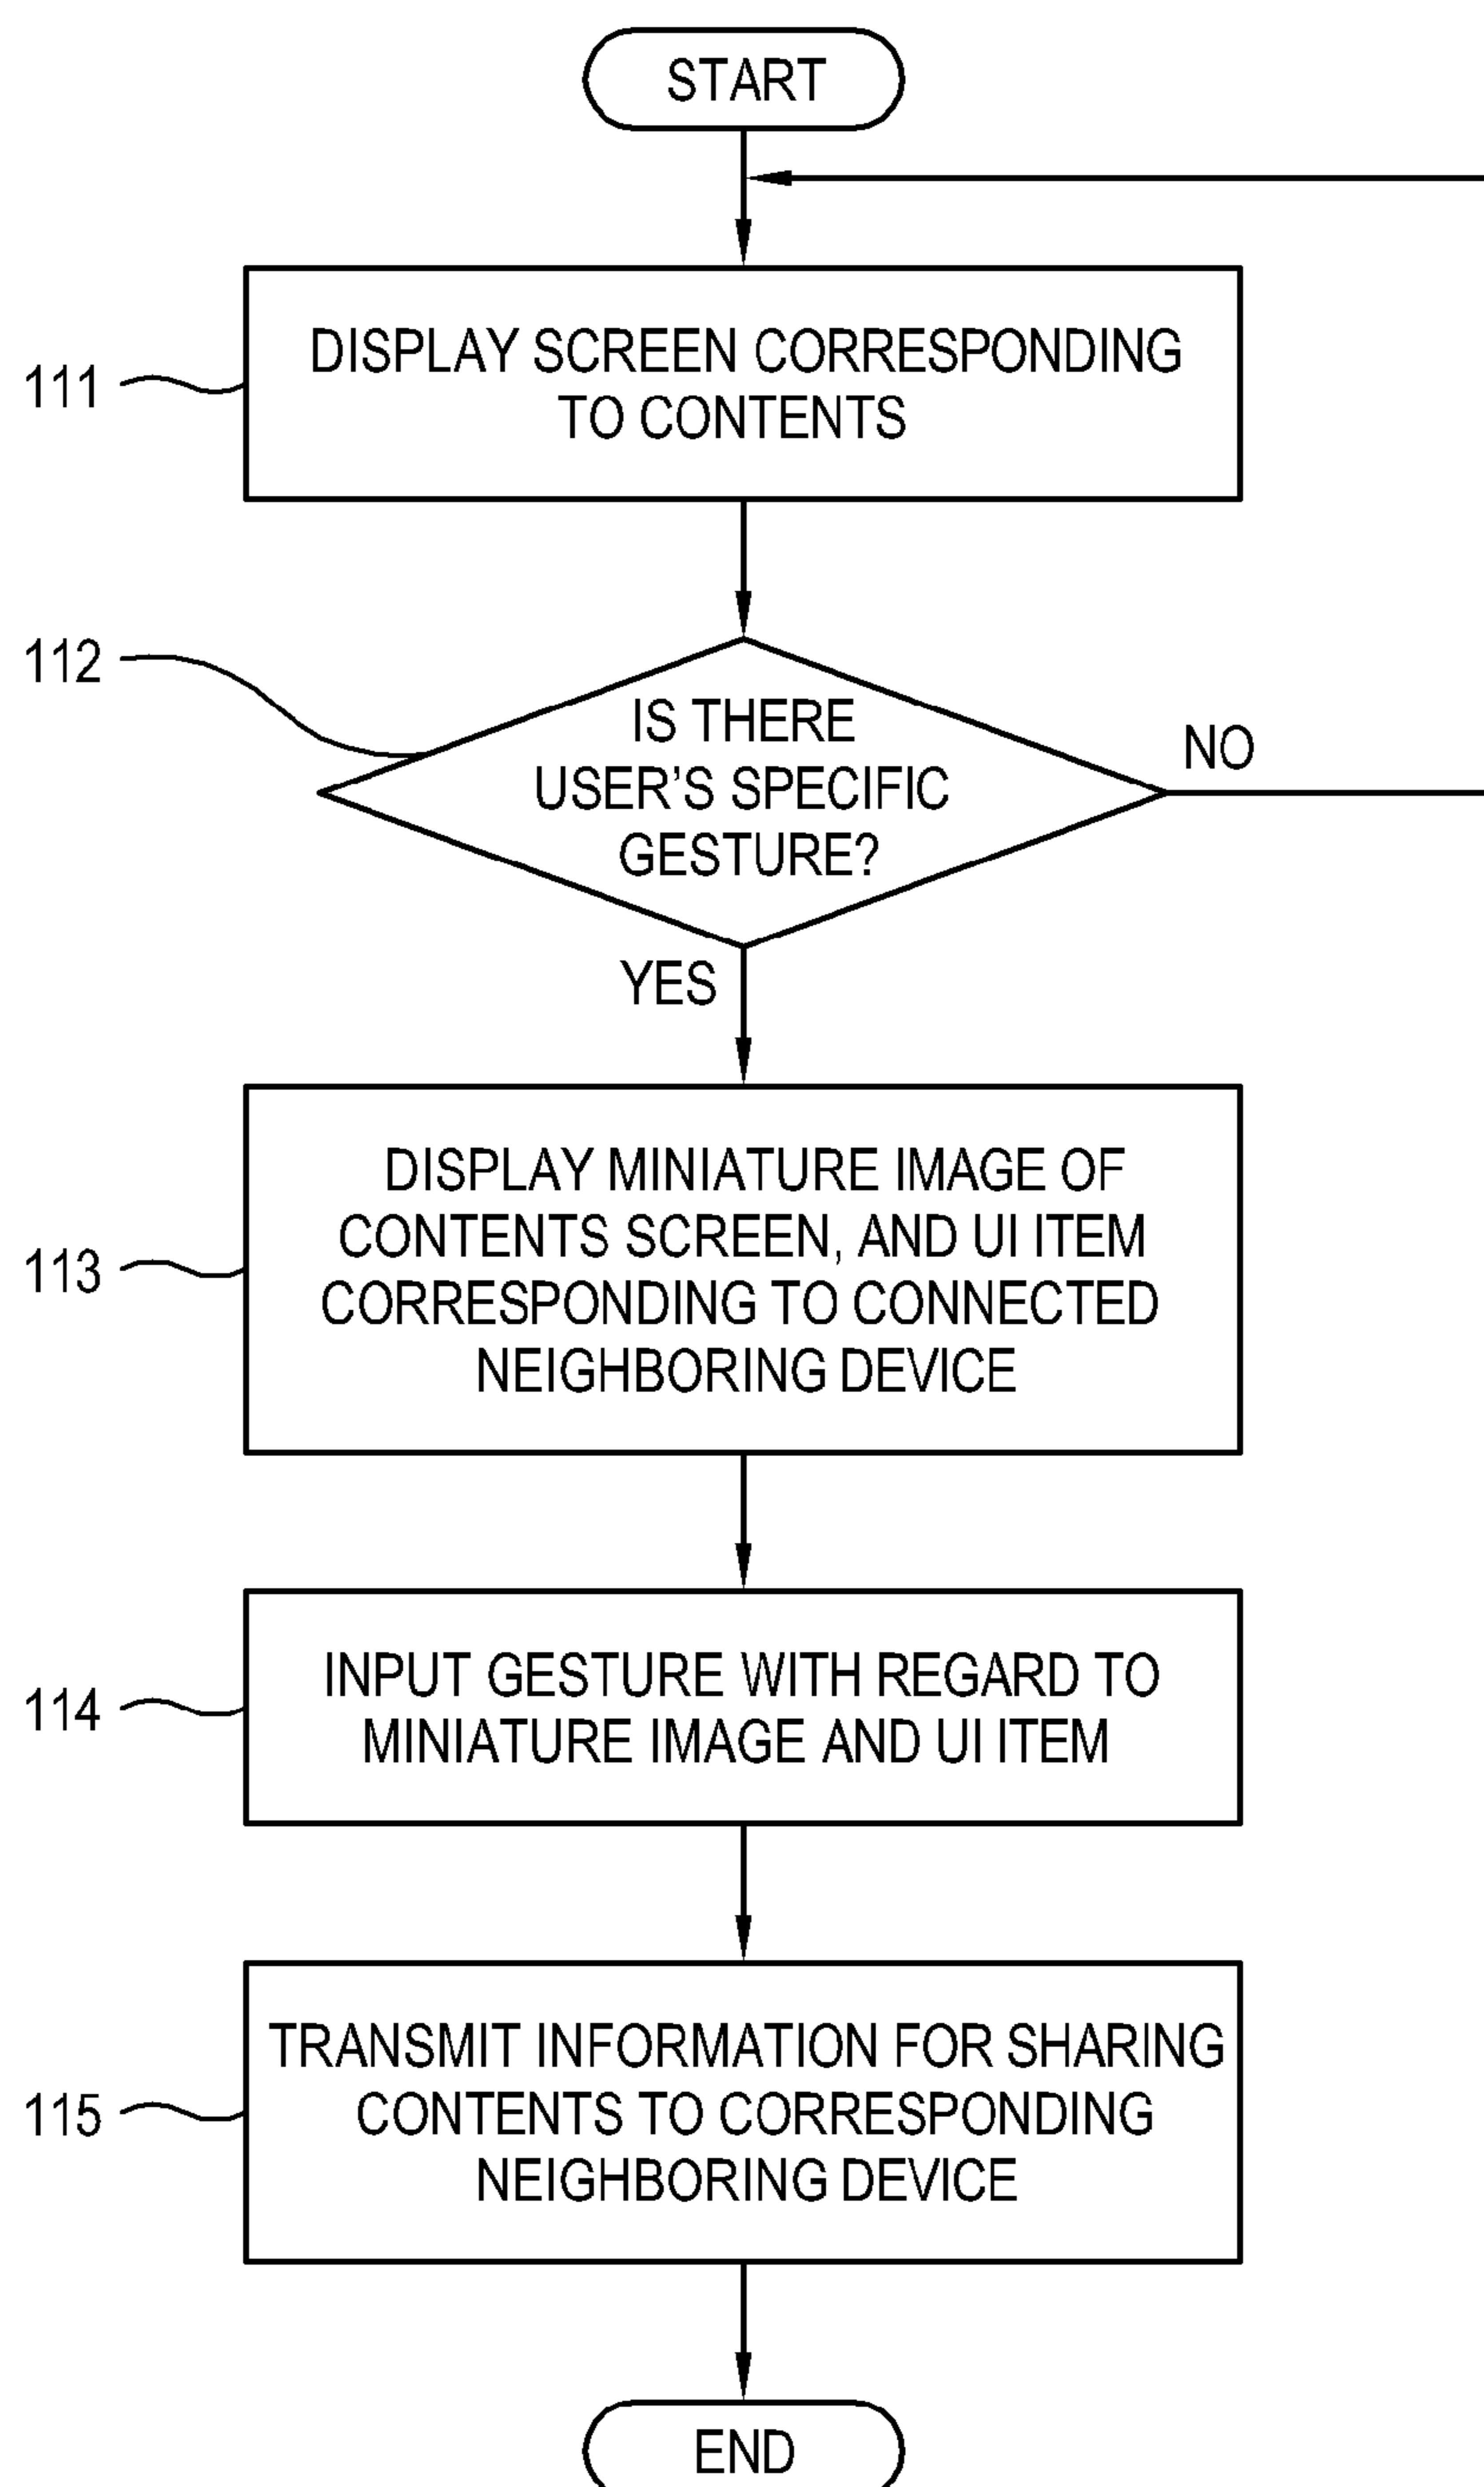 START
111
DISPLAY SCREEN CORRESPONDING
TO CONTENTS
112
IS THERE
USER'S SPECIFIC
GESTURE?
NO
YES
113
DISPLAY MINIATURE IMAGE OF
CONTENTS SCREEN, AND UI ITEM
CORRESPONDING TO CONNECTED
NEIGHBORING DEVICE
114
INPUT GESTURE WITH REGARD TO
MINIATURE IMAGE AND UI ITEM
115
TRANSMIT INFORMATION FOR SHARING
CONTENTS TO CORRESPONDING
NEIGHBORING DEVICE
END